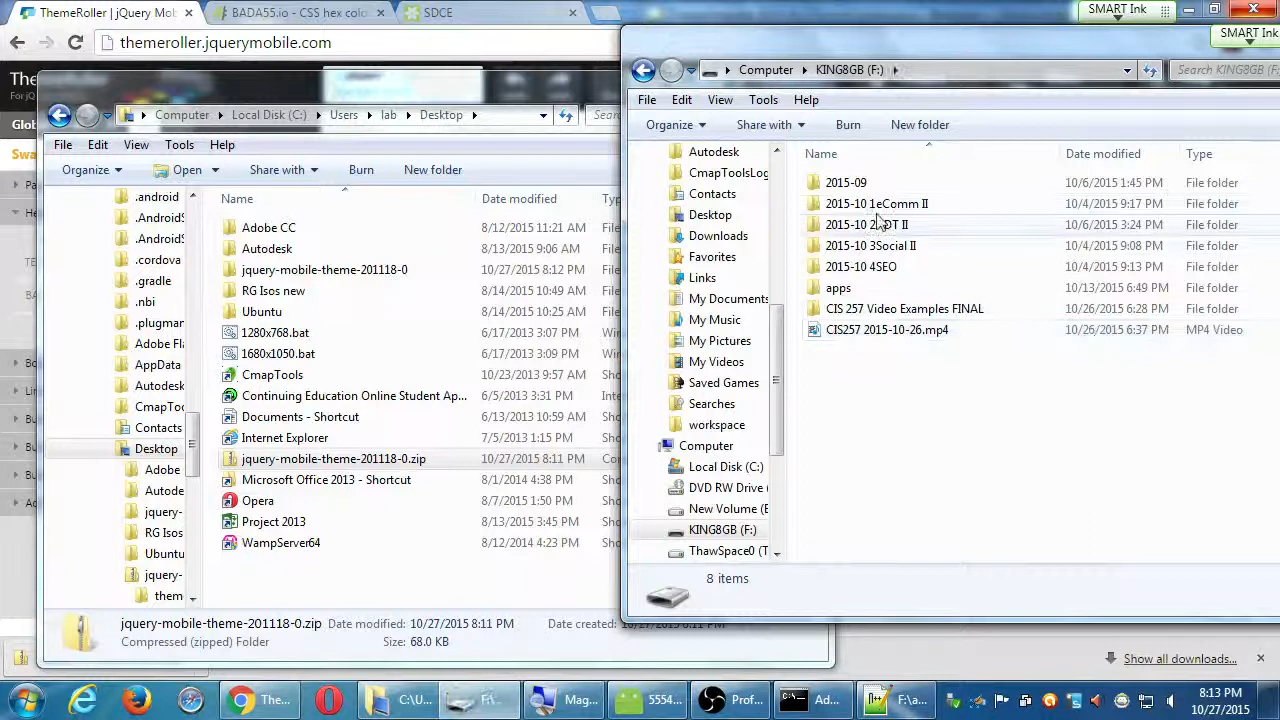 ThemeRoller | jQuery Mob
BADA55.io - CSS hex colo
SDCE
SMART Ink
themeroller.jquerymobile.com
SMART Ink
Computer
KING8GB (F:)
Search KING8GB (F:)
File Edit View Tools Help
Organize Share with Burn New folder
Autodesk
CmapToolsLog
Contacts
Desktop
Downloads
Favorites
Links
My Documents
My Music
My Pictures
My Videos
Saved Games
Searches
workspace
Computer
Local Disk (C:)
DVD RW Drive (
New Volume (E
KING8GB (F:)
ThawSpace0 (T
Name Date modified Type
2015-09 10/6/2015 1:45 PM File folder
2015-10 1eComm II 10/4/2015 9:17 PM File folder
2015-10 DT II 10/6/2015 3:24 PM File folder
2015-10 3Social II 10/4/2015 9:08 PM File folder
2015-10 4SEO 10/4/2015 9:13 PM File folder
apps 10/13/2015 6:49 PM File folder
CIS 257 Video Examples FINAL 10/26/2015 6:28 PM File folder
CIS257 2015-10-26.mp4 10/26/2015 6:37 PM MP4 Video
8 items
Computer Local Disk (C:) Users lab Desktop
File Edit View Tools Help
Organize Open Share with Burn New folder
.android
.AndroidS
.AndroidS
.cordova
.gradle
.nbi
.plugman
Adobe Fl
AppData
Autodesk
CmapToo
Contacts
Desktop
Adobe
Autode
jquery-
RG Isos
Ubuntu
jquery-
them
Name Date modified
Adobe CC 8/12/2015 11:21 AM File
Autodesk 8/13/2015 9:06 AM File
jquery-mobile-theme-201118-0 10/27/2015 8:12 PM File
RG Isos new 8/14/2015 10:49 AM File
Ubuntu 8/14/2015 10:25 AM File
1280x768.bat 6/17/2013 3:07 PM Win
1680x1050.bat 6/17/2013 3:09 PM Win
CmapTools 10/23/2013 9:57 AM Sho
Continuing Education Online Student Ap... 6/5/2013 3:31 PM Inte
Documents - Shortcut 6/13/2013 10:59 AM Sho
Internet Explorer 7/5/2013 1:15 PM Sho
jquery-mobile-theme-201118-0.zip 10/27/2015 8:11 PM Co
Microsoft Office 2013 - Shortcut 8/1/2014 4:38 PM Sho
Opera 8/7/2015 1:50 PM Sho
Project 2013 8/13/2015 3:45 PM Sho
WampServer64 8/12/2014 4:23 PM Sho
jquery-mobile-theme-201118-0.zip Date modified: 10/27/2015 8:11 PM Date created: 10/27/2015 8:11 PM
Compressed (zipped) Folder Size: 68.0 KB
Show all downloads...
The... C:\U... F:\ Mag... 5554... Prof... Ad... F:\a...
8:13 PM
10/27/2015